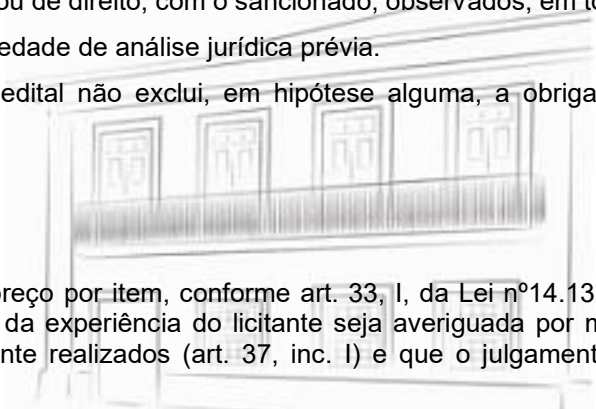 ou de direito, com o sancionado, observados, em to
edade de análise jurídica prévia.
edital não exclui, em hipótese alguma, a obriga
reço por item, conforme art. 33, I, da Lei nº14.13
da experiência do licitante seja averiguada por m
nte realizados (art. 37, inc. I) e que o julgament